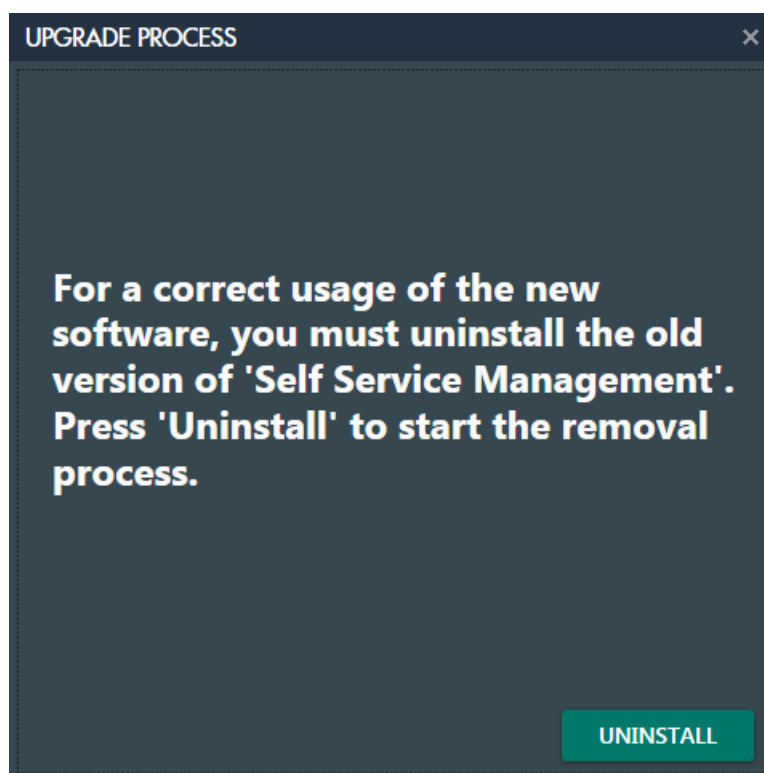 UPGRADE PROCESS
For a correct usage of the new
software, you must uninstall the old
version of 'Self Service Management'.
Press 'Uninstall' to start the removal
process.
UNINSTALL